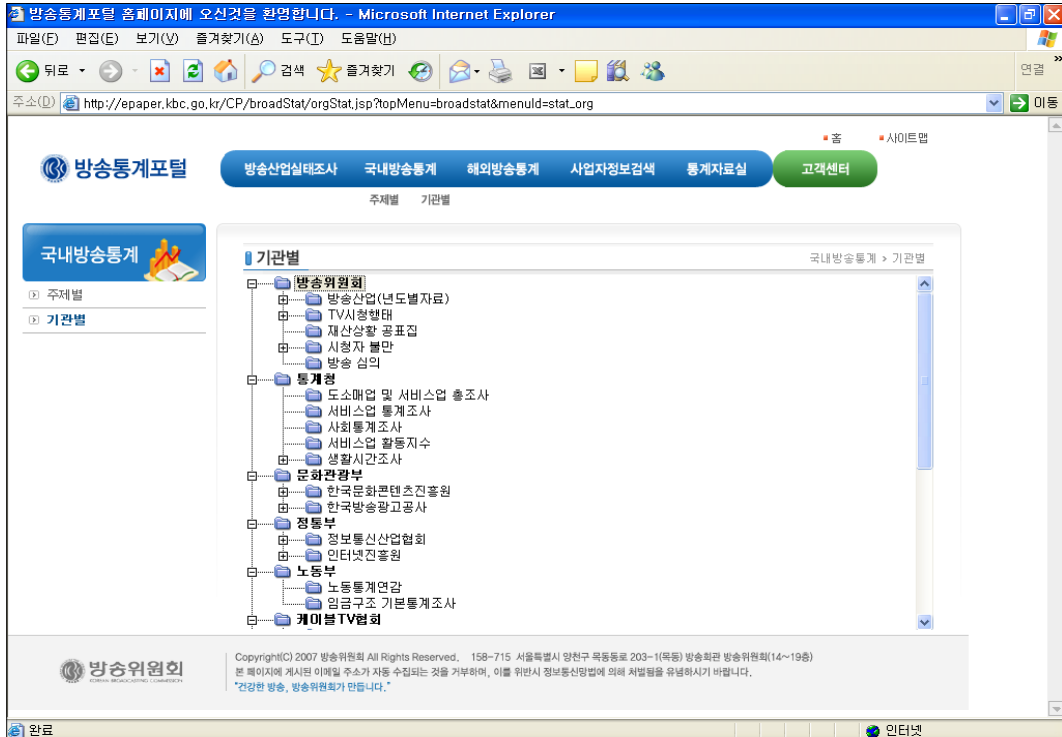 방송통계포털 홈페이지에 오신것을 환영합니다. - Microsoft Internet Explorer
파일(F) 편집(E) 보기(V) 즐겨찾기(A) 도구(T) 도움말(H)
뒤로 검색 즐겨찾기 연결 »
주소(D) http://epaper.kbc.go.kr/CP/broadStat/orgStat.jsp?topMenu=broadstat&menuId=stat_org 이동
홈 사이트맵
방송통계포털 방송산업실태조사 국내방송통계 해외방송통계 사업자정보검색 통계자료실 고객센터
주제별 기관별
국내방송통계
주제별
기관별
기관별 국내방송통계 > 기관별
방송위원회
방송산업(년도별자료)
TV시청행태
재산상황 공표집
시청자 불만
방송 심의
통계청
도소매업 및 서비스업 총조사
서비스업 통계조사
사회통계조사
서비스업 활동지수
생활시간조사
문화관광부
한국문화콘텐츠진흥원
한국방송광고공사
정통부
정보통신산업협회
인터넷진흥원
노동부
노동통계연감
임금구조 기본통계조사
케이블TV협회
방송위원회
KOREAN BROADCASTING COMMISSION
Copyright(C) 2007 방송위원회 All Rights Reserved. 158-715 서울특별시 양천구 목동동로 203-1(목동) 방송회관 방송위원회(14~19층)
본 페이지에 게시된 이메일 주소가 자동 수집되는 것을 거부하며, 이를 위반시 정보통신망법에 의해 처벌됨을 유념하시기 바랍니다.
"건강한 방송, 방송위원회가 만듭니다."
완료 인터넷